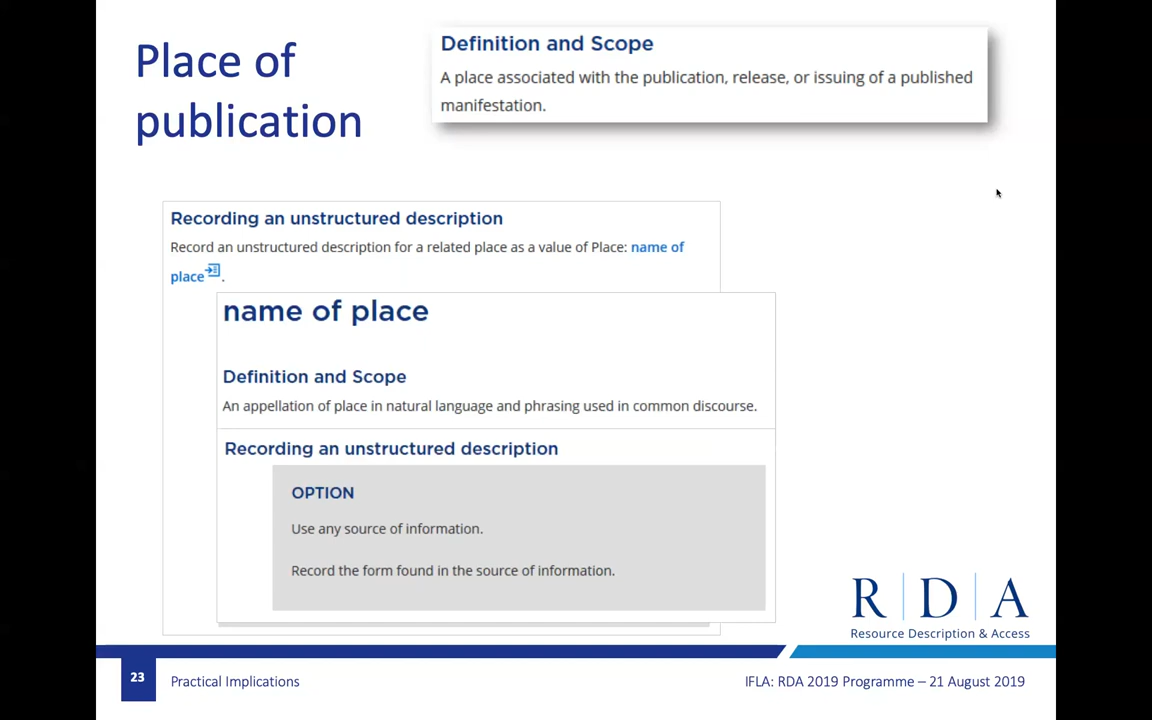 Place of
publication
Definition and Scope
A place associated with the publication, release, or issuing of a published
manifestation.
Recording an unstructured description
Record an unstructured description for a related place as a value of Place: name of
place.
name of place
Definition and Scope
An appellation of place in natural language and phrasing used in common discourse.
Recording an unstructured description
OPTION
Use any source of information.
Record the form found in the source of information.
R D A
Resource Description & Access
23
Practical Implications
IFLA: RDA 2019 Programme – 21 August 2019